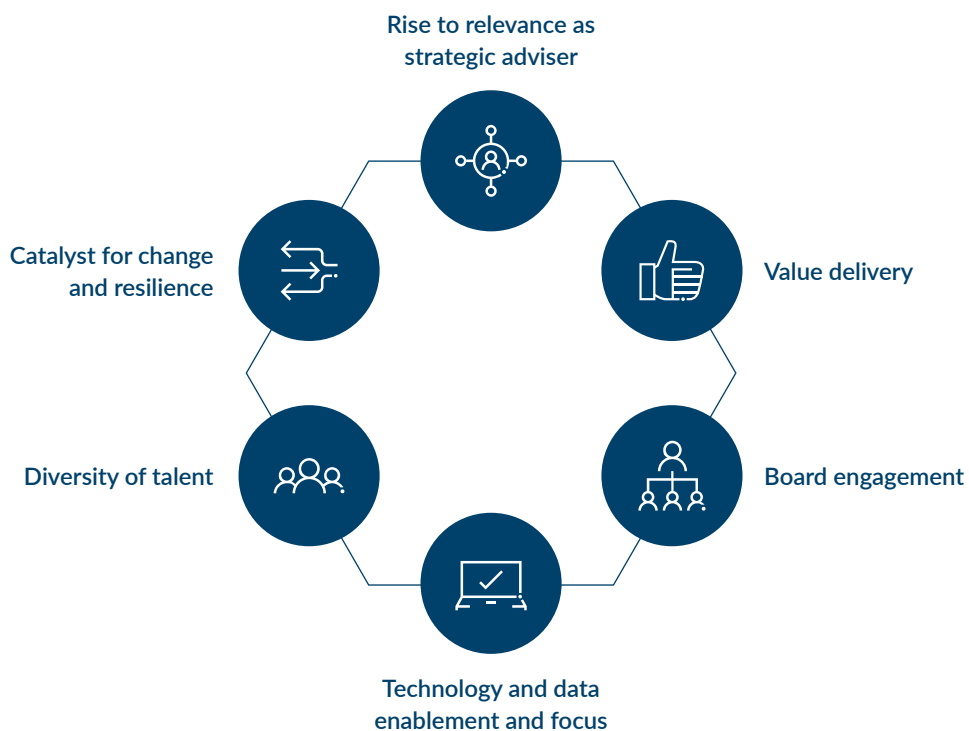 Rise to relevance as
strategic adviser
Catalyst for change
and resilience
Value delivery
Diversity of talent
Board engagement
Technology and data
enablement and focus